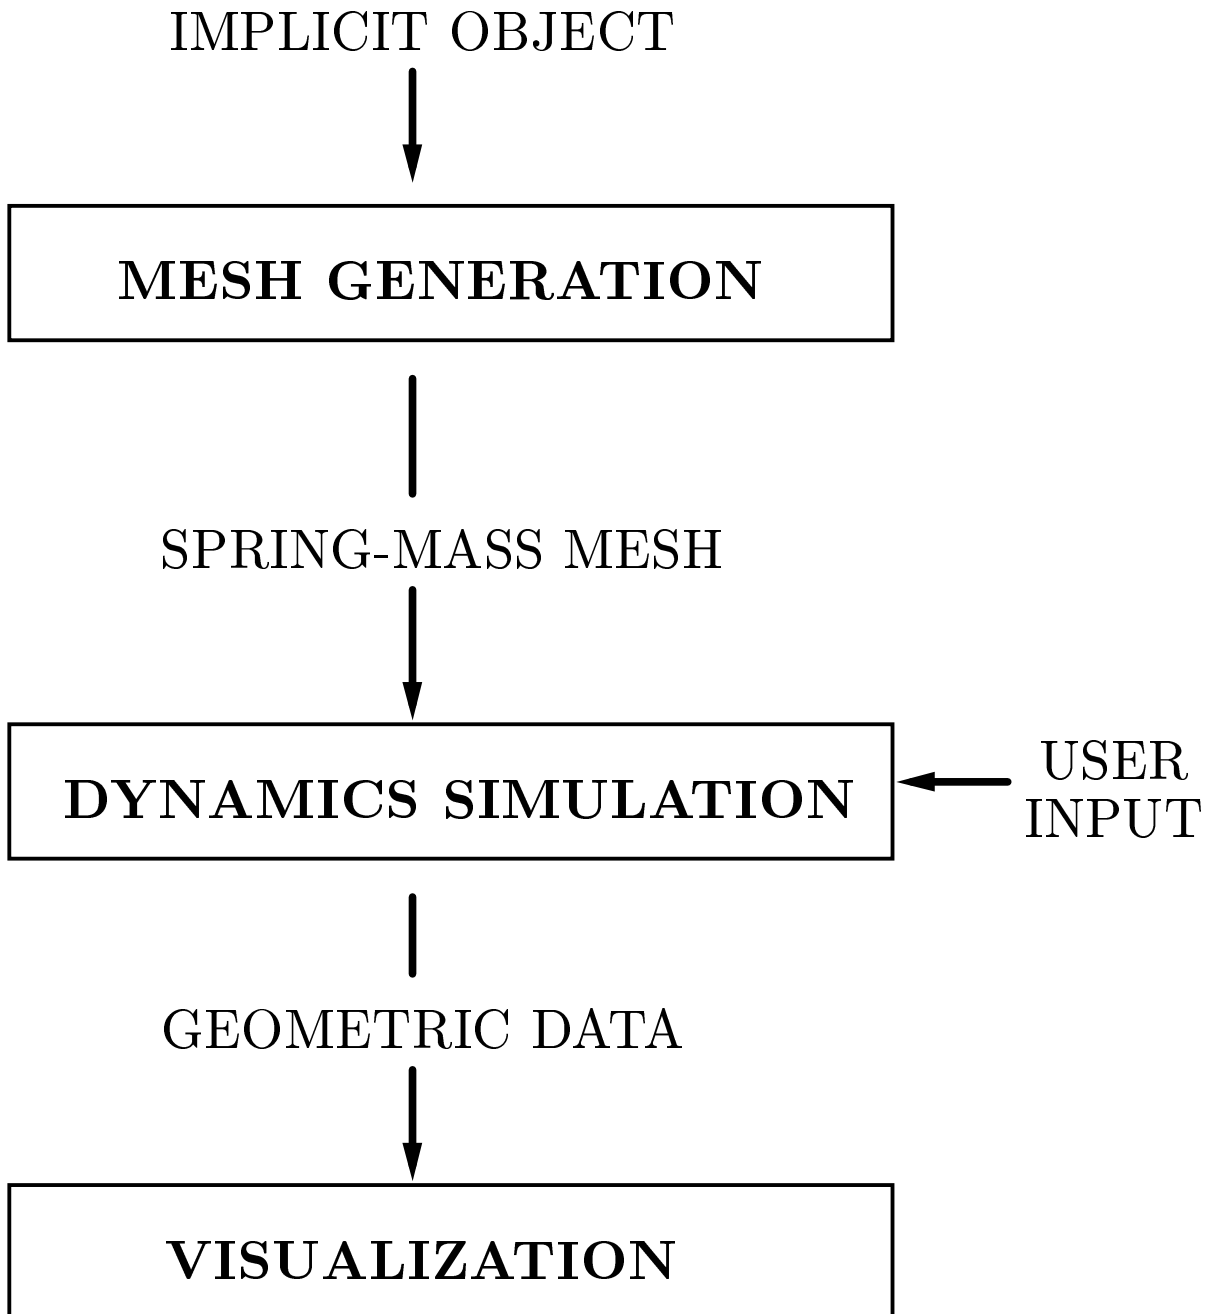 IMPLICIT OBJECT
MESH GENERATION
SPRING-MASS MESH
DYNAMICS SIMULATION
USER
INPUT
GEOMETRIC DATA
VISUALIZATION